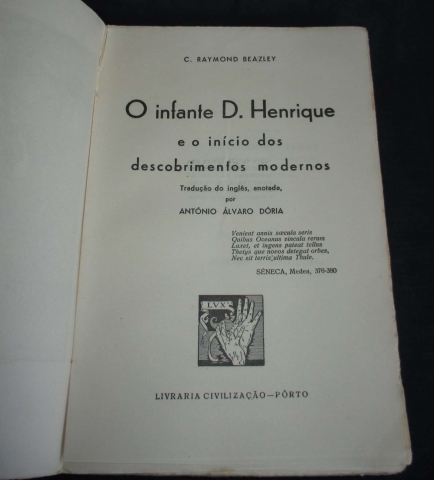 C. RAYMOND BEAZLEY
O infante D. Henrique
e o início dos
descobrimentos modernos
Tradução do inglês, anotada,
por
ANTÓNIO ÁLVARO DÓRIA
Venient annis sæcula seris
Quibus Oceanus vincula rerum
Laxet, et ingens pateat tellus
Thetys que novos detegat orbes,
Nec sit terris ultima Thule.
SÉNECA, Medea, 376-380
LVX
LIVRARIA CIVILIZAÇÃO—PÔRTO